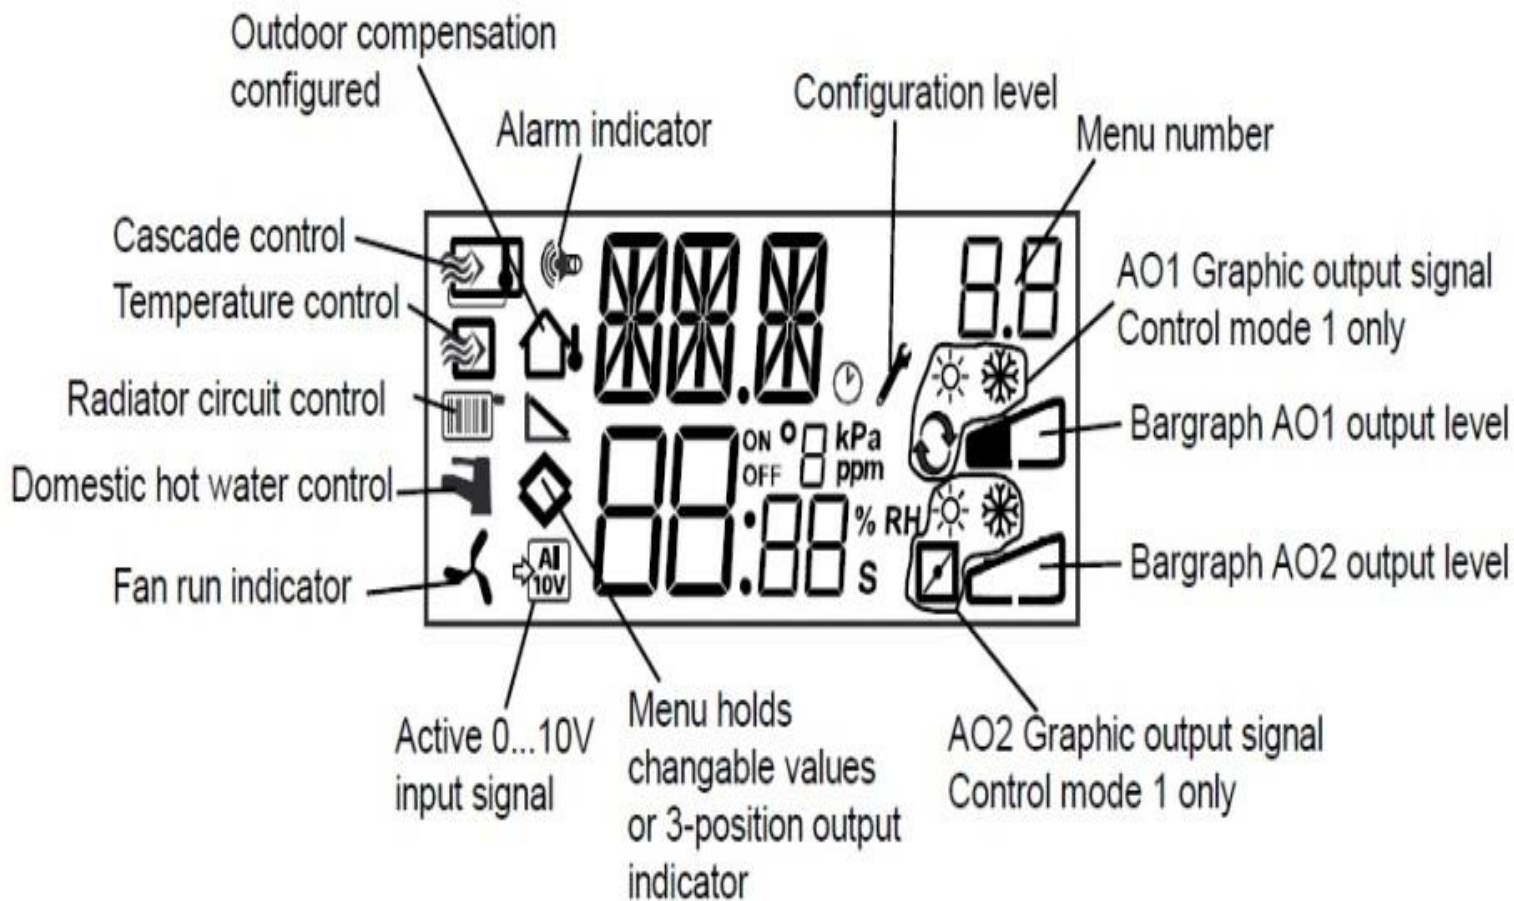 Outdoor compensation
configured
Alarm indicator
Configuration level
Menu number
Cascade control
Temperature control
Radiator circuit control
Domestic hot water control
Fan run indicator
AO1 Graphic output signal
Control mode 1 only
Bargraph AO1 output level
Bargraph AO2 output level
ON
OFF
kPa
ppm
% RH
S
AI
10V
Active 0...10V
input signal
Menu holds
changable values
or 3-position output
indicator
AO2 Graphic output signal
Control mode 1 only